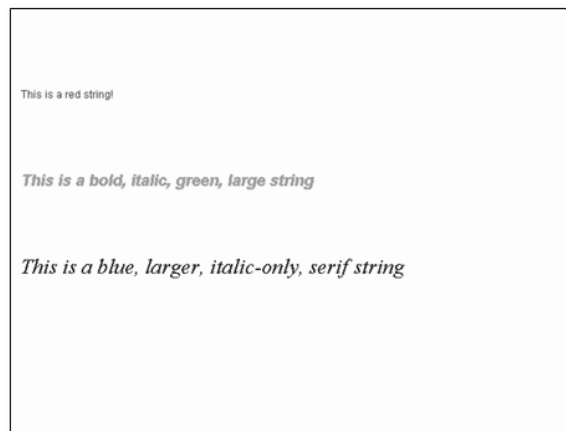 This is a red string!
This is a bold, italic, green, large string
This is a blue, larger, italic-only, serif string